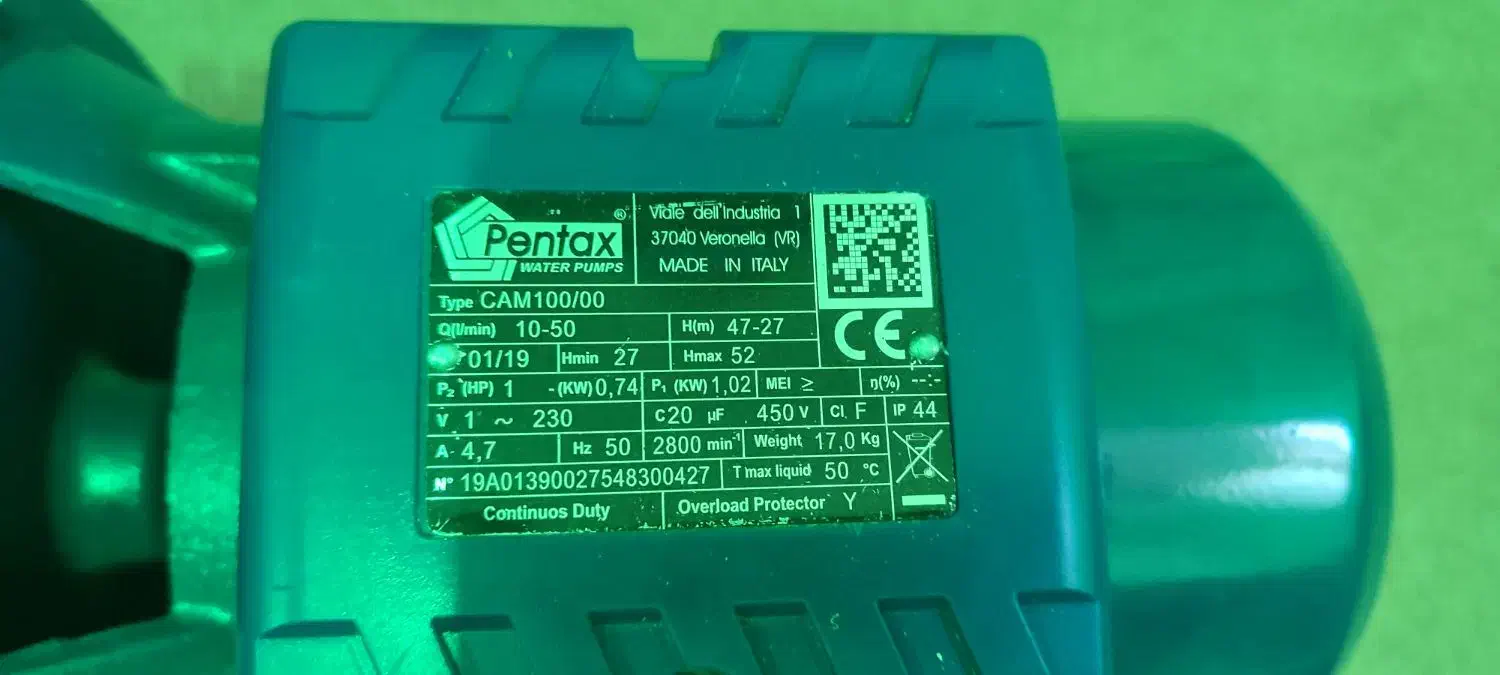 Pentax ®
WATER PUMPS
Viale dell'Industria 1
37040 Veronella (VR)
MADE IN ITALY
Type CAM100/00
Q(l/min) 10-50 H(m) 47-27
CE
01/19 Hmin 27 Hmax 52
P₂ (HP) 1 - (KW) 0,74 P₁ (KW) 1,02 MEI ≥ η(%) --.-
V 1 ~ 230 C 20 µF 450 V Cl. F IP 44
A 4,7 Hz 50 2800 min⁻¹ Weight 17,0 Kg
N° 19A01390027548300427 T max liquid 50 °C
Continuos Duty Overload Protector Y